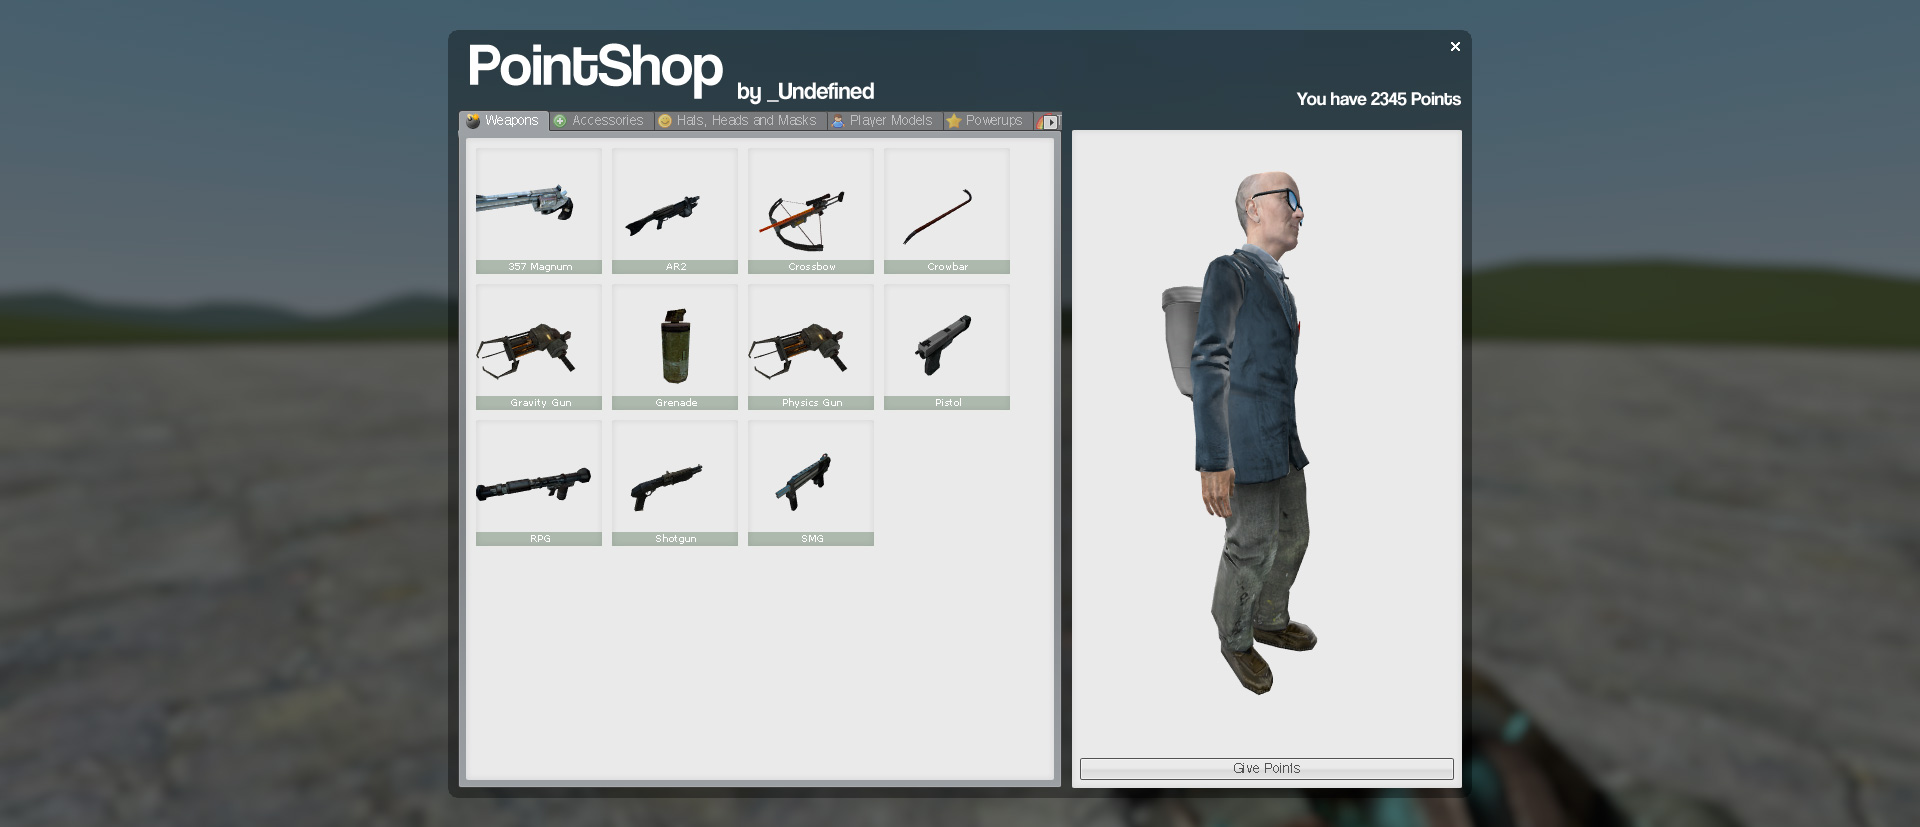 PointShop by _Undefined
You have 2345 Points
Weapons Accessories Hats, Heads and Masks Player Models Powerups
357 Magnum AR2 Crossbow Crowbar
Gravity Gun Grenade Physics Gun Pistol
RPG Shotgun SMG
Give Points